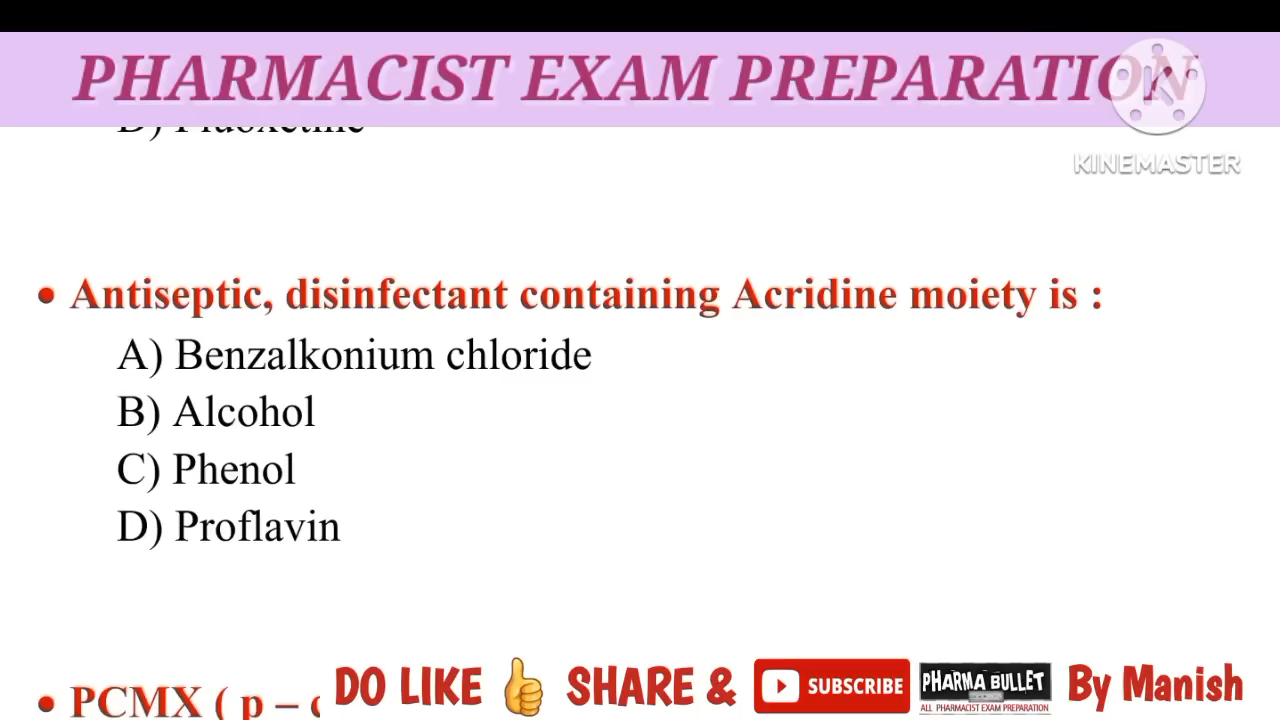 PHARMACIST EXAM PREPARATION
KINEMASTER
• Antiseptic, disinfectant containing Acridine moiety is :
A) Benzalkonium chloride
B) Alcohol
C) Phenol
D) Proflavin
• PCMX ( p –
DO LIKE 👍 SHARE & SUBSCRIBE PHARMA BULLET By Manish
ALL PHARMACIST EXAM PREPARATION